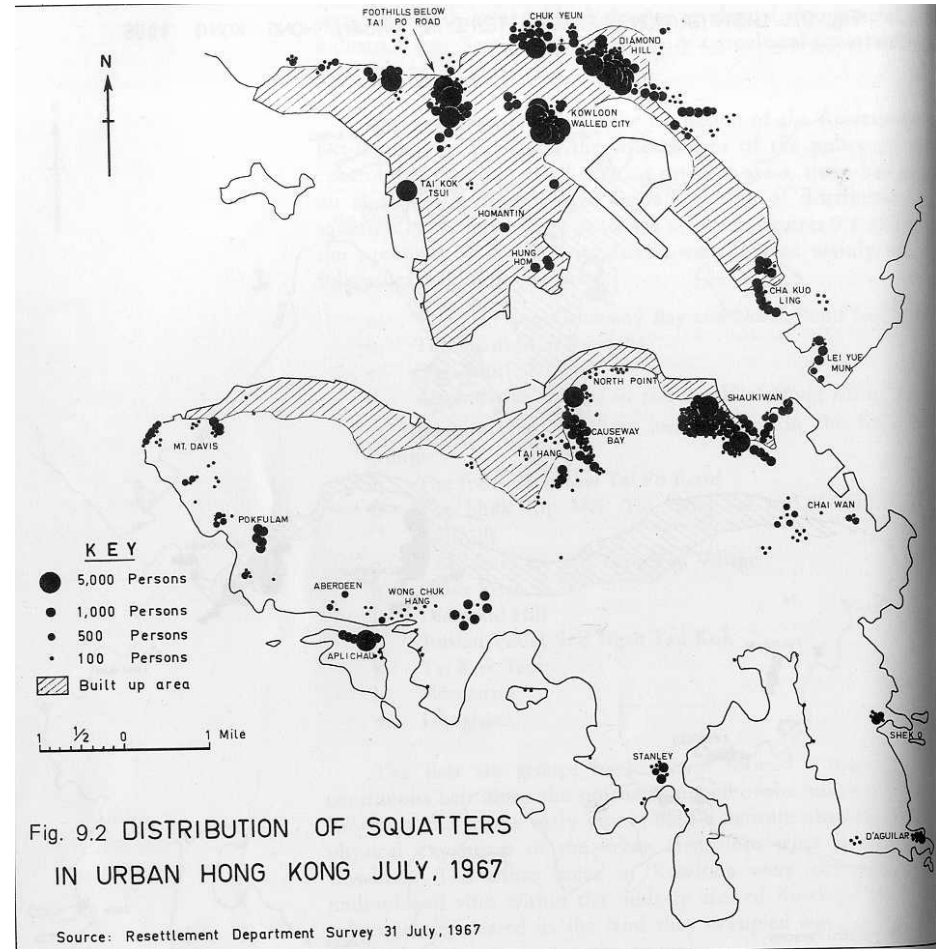 FOOTHILLS BELOW
TAI PO ROAD
CHUK YEUN
DIAMOND
HILL
N
KOWLOON
WALLED CITY
TAI KOK
TSUI
HOMANTIN
HUNG
HOM
CHA KUO
LING
LEI YUE
MUN
NORTH POINT
SHAUKIWAN
CAUSEWAY
BAY
TAI HANG
MT. DAVIS
CHAI WAN
POKFULAM
KEY
5,000 Persons
1,000 Persons
500 Persons
100 Persons
Built up area
ABERDEEN
WONG CHUK
HANG
APLICHAU
1 1/2 0 1 Mile
SHEK O
STANLEY
D'AGUILAR
Fig. 9.2 DISTRIBUTION OF SQUATTERS
IN URBAN HONG KONG JULY, 1967
Source: Resettlement Department Survey 31 July, 1967